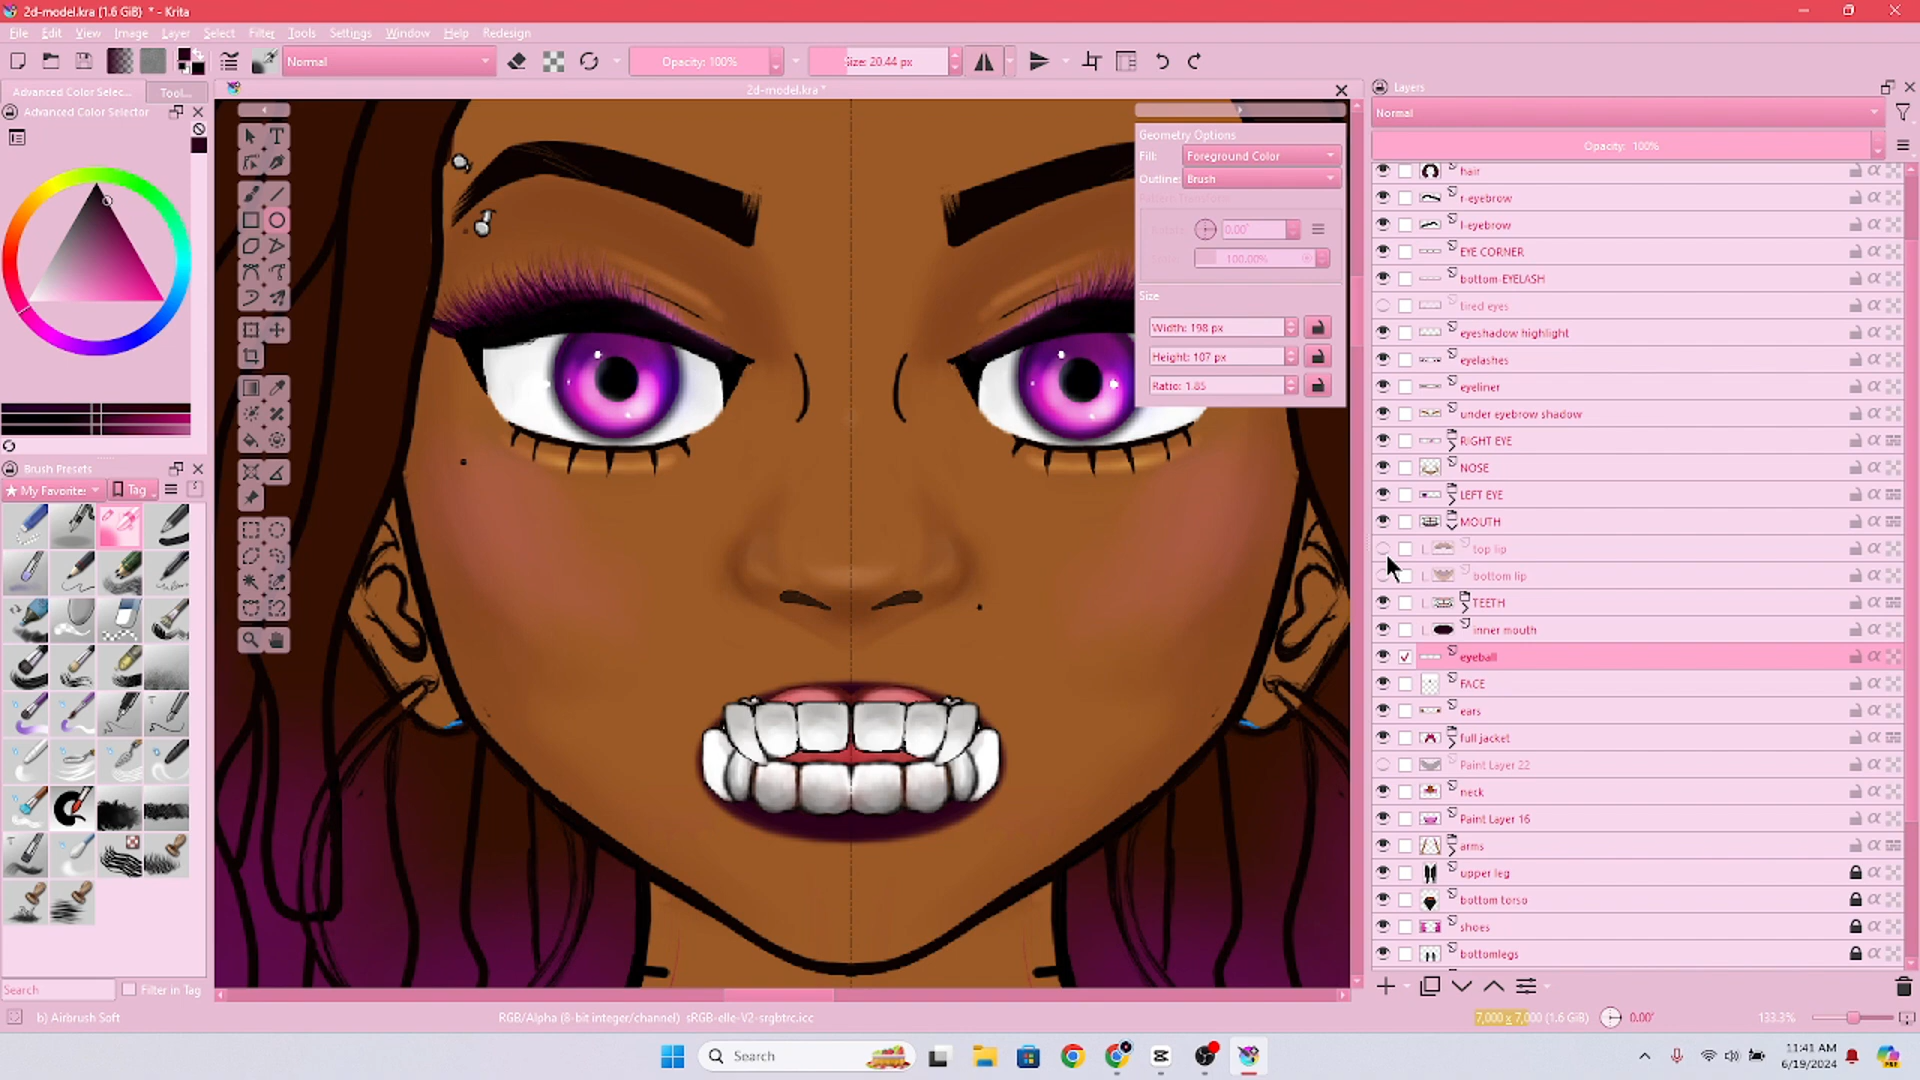 2d-model.kra (1.6 GiB) * - Krita
File Edit View Image Layer Select Filter Tools Settings Window Help Redesign
Normal
Opacity: 100%
Size: 20.44 px
Advanced Color Selec...
Tool...
2d-model.kra *
Layers
Advanced Color Selector
Normal
Opacity: 100%
Geometry Options
Fill: Foreground Color
Outline: Brush
0.00°
100.00%
Size
Width: 198 px
Height: 107 px
Ratio: 1.85
hair
r-eyebrow
l-eyebrow
EYE CORNER
bottom-EYELASH
tired eyes
eyeshadow highlight
eyelashes
eyeliner
under eyebrow shadow
RIGHT EYE
NOSE
LEFT EYE
MOUTH
top lip
bottom lip
TEETH
inner mouth
eyeball
FACE
ears
full jacket
Paint Layer 22
neck
Paint Layer 16
arms
upper leg
bottom torso
shoes
bottomlegs
Brush Presets
★ My Favorite:
Tag
Search
Filter in Tag
b) Airbrush Soft
RGB/Alpha (8-bit integer/channel) sRGB-elle-V2-srgbtrc.icc
7,000 x 7,000 (1.6 GiB)
0.00°
133.3%
Search
11:41 AM
6/19/2024